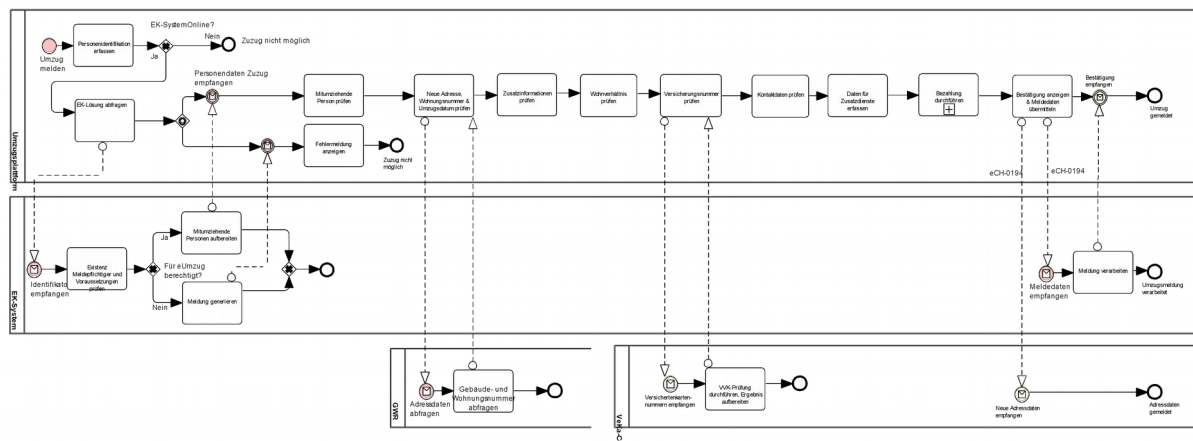 EK-SystemOnline?
Nein
Zuzug nicht möglich
Personenidentifikation
erfassen
Umzug
melden
Ja
Personendaten Zuzug
empfangen
EK-Lösung abfragen
Mitumziehende
Person prüfen
Neue Adresse,
Wohnungsnummer &
Umzugsdatum prüfen
Zusatzinformationen
prüfen
Wohnverhältnis
prüfen
Versicherungsnummer
prüfen
Kontaktdaten prüfen
Daten für
Zusatzdienste
erfassen
Bezahlung
durchführen
Bestätigung anzeigen
& Meldedaten
übermitteln
Bestätigung
empfangen
Umzug
gemeldet
Fehlermeldung
anzeigen
Zuzug nicht
möglich
Umzugsplattform
eCH-0194
eCH-0194
Mitumziehende
Personen aufbereiten
Ja
Für eUmzug
berechtigt?
Existenz
Meldepflichtiger und
Voraussetzungen
prüfen
Identifikato
empfangen
Nein
Meldung generieren
Meldung verarbeiten
Meldedaten
empfangen
Umzugsmeldung
verarbeitet
EK-System
Gebäude- und
Wohnungsnummer
abfragen
Adressdaten
abfragen
GWR
Versichertenkarten-
nummern empfangen
VVK-Prüfung
durchführen, Ergebnis
aufbereiten
Neue Adressdaten
empfangen
Adressdaten
gemeldet
VeKa-C